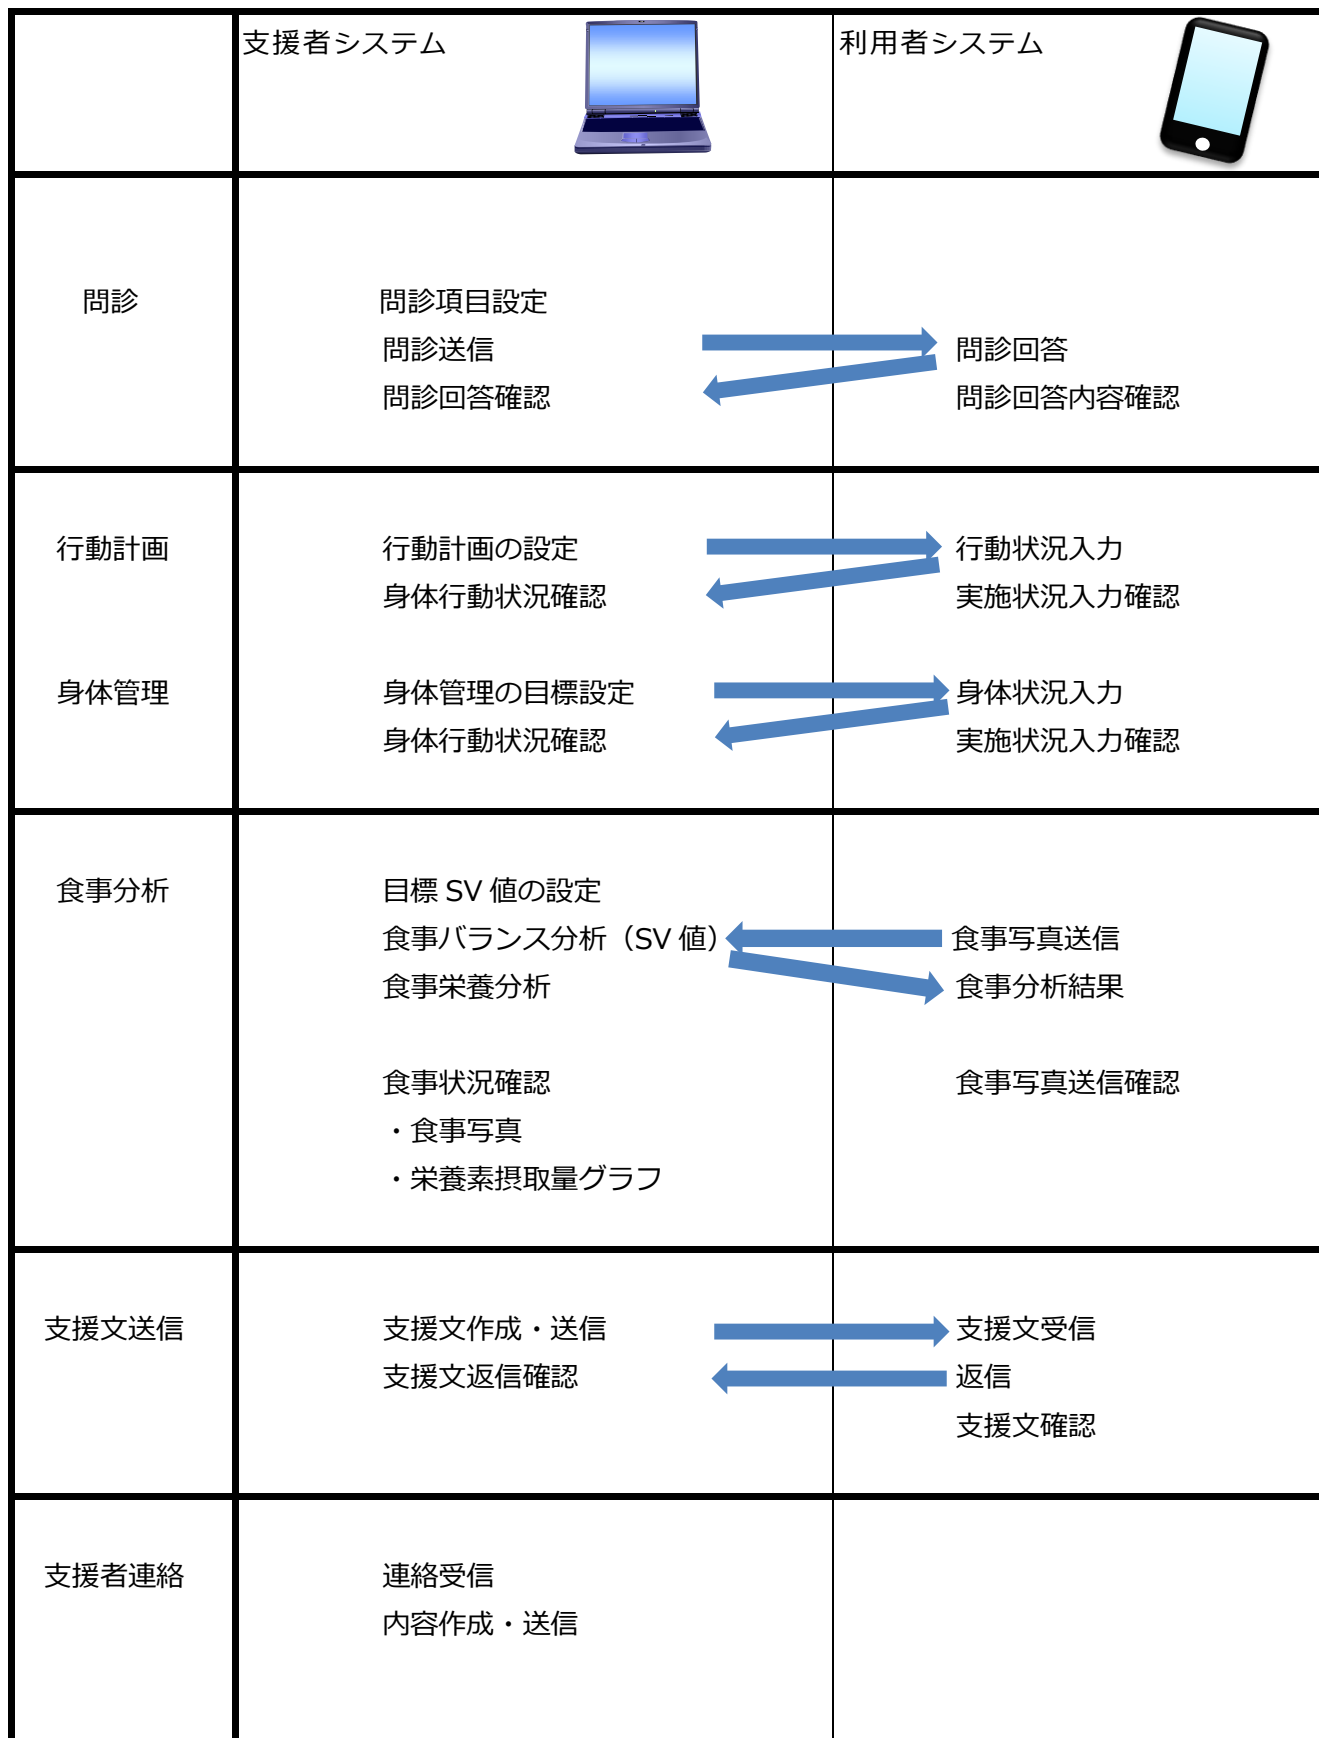 支援者システム
利用者システム
問診
問診項目設定
問診送信
問診回答
問診回答確認
問診回答内容確認
行動計画
行動計画の設定
行動状況入力
身体行動状況確認
実施状況入力確認
身体管理
身体管理の目標設定
身体状況入力
身体行動状況確認
実施状況入力確認
食事分析
目標 SV 値の設定
食事バランス分析（SV 値）
食事写真送信
食事栄養分析
食事分析結果
食事状況確認
食事写真送信確認
・食事写真
・栄養素摂取量グラフ
支援文送信
支援文作成・送信
支援文受信
支援文返信確認
返信
支援文確認
支援者連絡
連絡受信
内容作成・送信